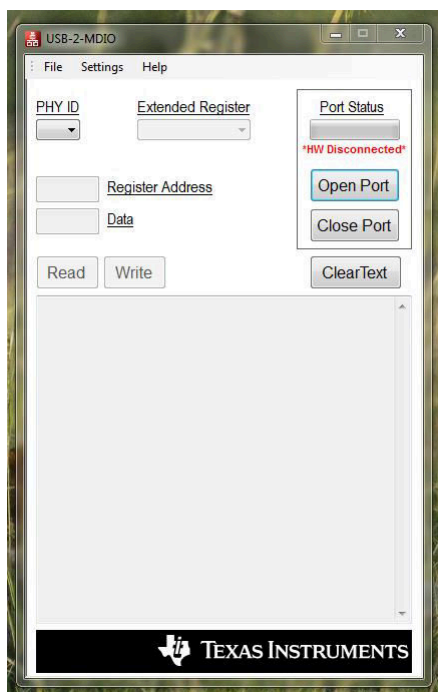 USB-2-MDIO
File Settings Help
PHY ID Extended Register Port Status
*HW Disconnected*
Register Address Open Port
Data Close Port
Read Write ClearText
TEXAS INSTRUMENTS